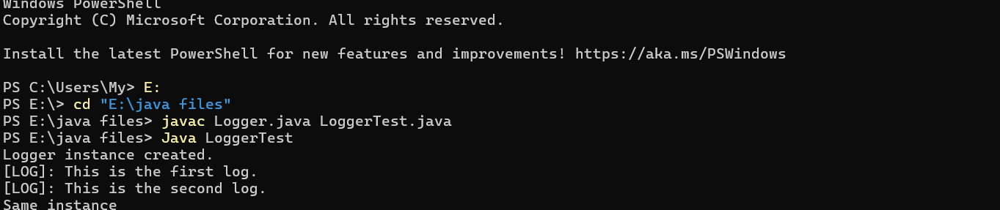 Windows PowerShell
Copyright (C) Microsoft Corporation. All rights reserved.
Install the latest PowerShell for new features and improvements! https://aka.ms/PSWindows
PS C:\Users\My> E:
PS E:\> cd "E:\java files"
PS E:\java files> javac Logger.java LoggerTest.java
PS E:\java files> Java LoggerTest
Logger instance created.
[LOG]: This is the first log.
[LOG]: This is the second log.
Same instance